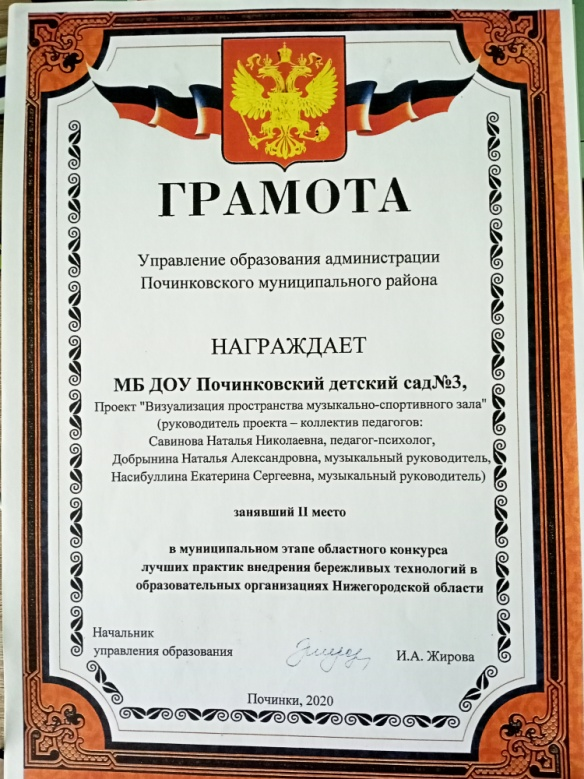 ГРАМОТА
Управление образования администрации
Починковского муниципального района
НАГРАЖДАЕТ
МБ ДОУ Починковский детский сад№3,
Проект "Визуализация пространства музыкально-спортивного зала"
(руководитель проекта – коллектив педагогов:
Савинова Наталья Николаевна, педагог-психолог,
Добрынина Наталья Александровна, музыкальный руководитель,
Насибуллина Екатерина Сергеевна, музыкальный руководитель)
занявший II место
в муниципальном этапе областного конкурса
лучших практик внедрения бережливых технологий в
образовательных организациях Нижегородской области
Начальник
управления образования И.А. Жирова
Починки, 2020